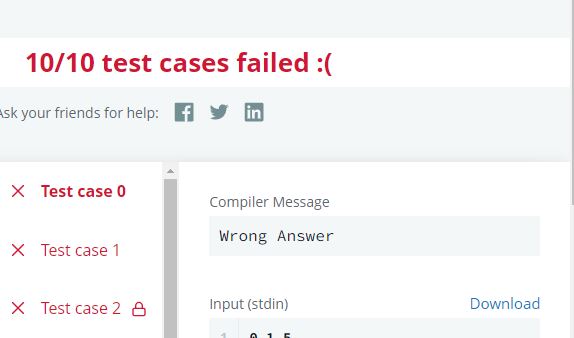 10/10 test cases failed :(
Ask your friends for help:
Test case 0
Test case 1
Test case 2
Compiler Message
Wrong Answer
Input (stdin)
Download
1
0 1 5